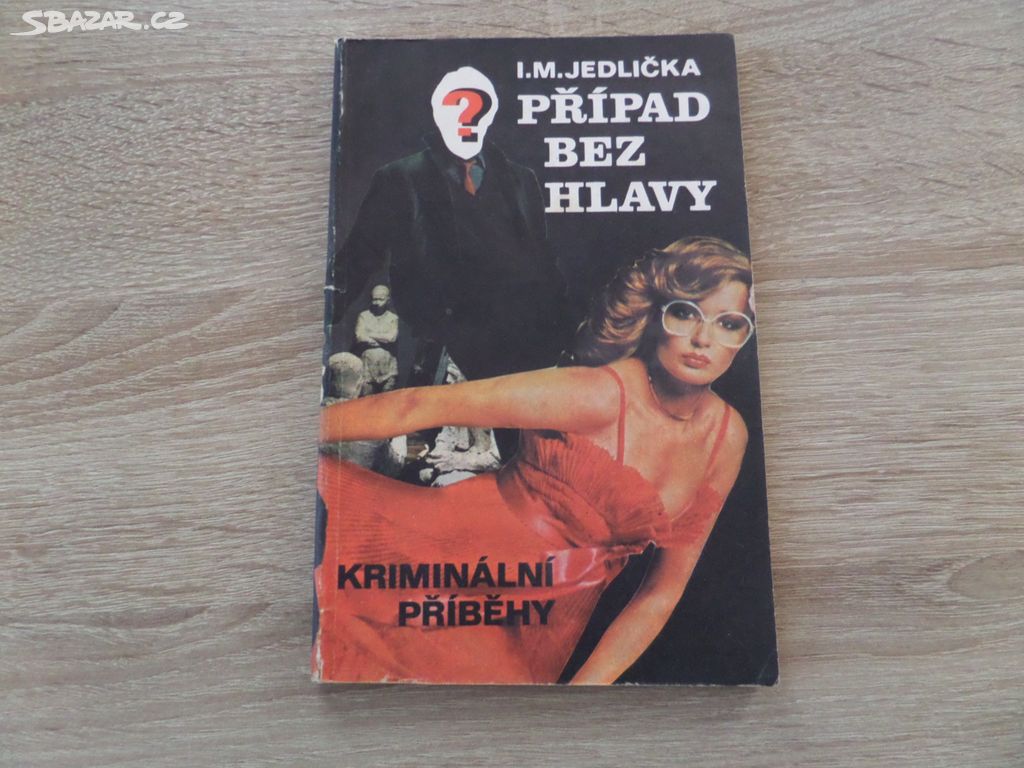 SBAZAR.CZ
I.M.JEDLIČKA
PŘÍPAD
BEZ
HLAVY
?
KRIMINÁLNÍ
PŘÍBĚHY